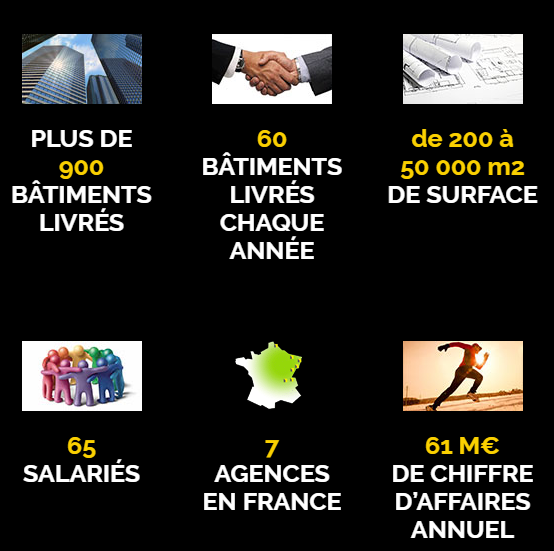 PLUS DE
900
BÂTIMENTS
LIVRÉS
60
BÂTIMENTS
LIVRÉS
CHAQUE
ANNÉE
de 200 à
50 000 m2
DE SURFACE
65
SALARIÉS
7
AGENCES
EN FRANCE
61 M€
DE CHIFFRE
D’AFFAIRES
ANNUEL